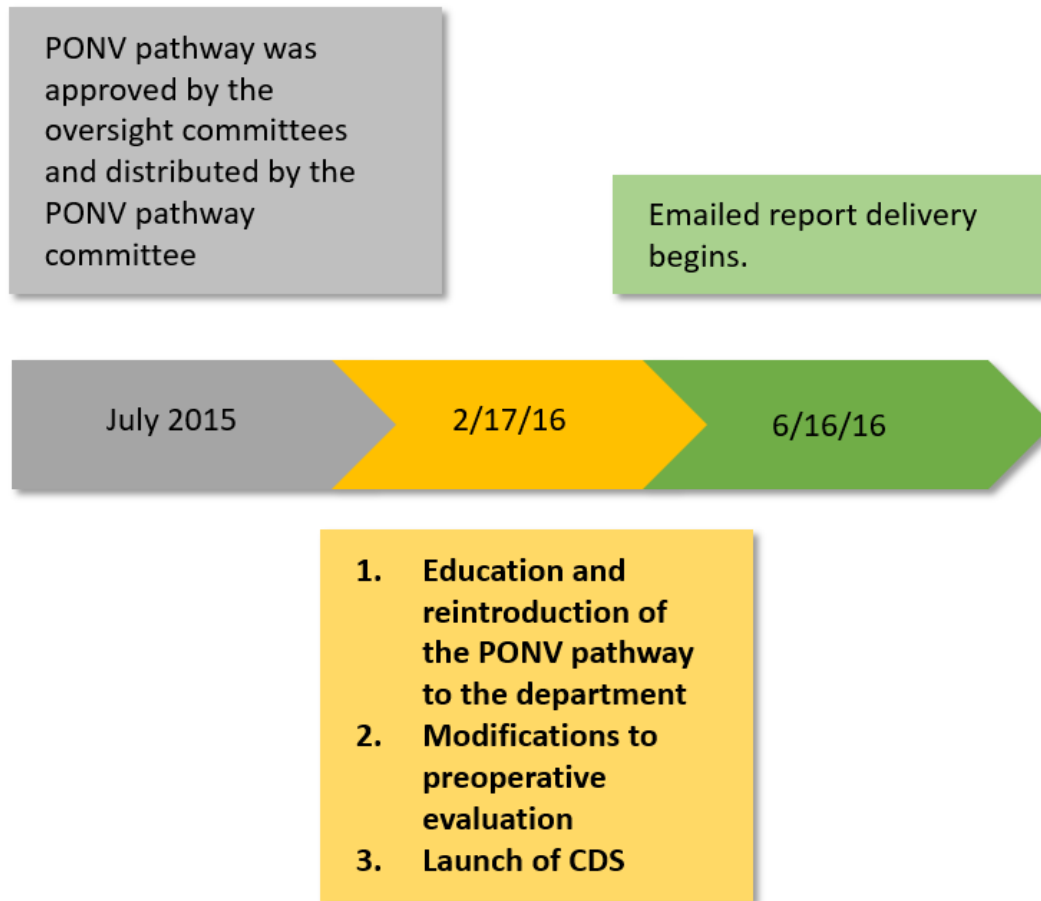 PONV pathway was
approved by the
oversight committees
and distributed by the
PONV pathway
committee
Emailed report delivery
begins.
July 2015
2/17/16
6/16/16
1. Education and
reintroduction of
the PONV pathway
to the department
2. Modifications to
preoperative
evaluation
3. Launch of CDS